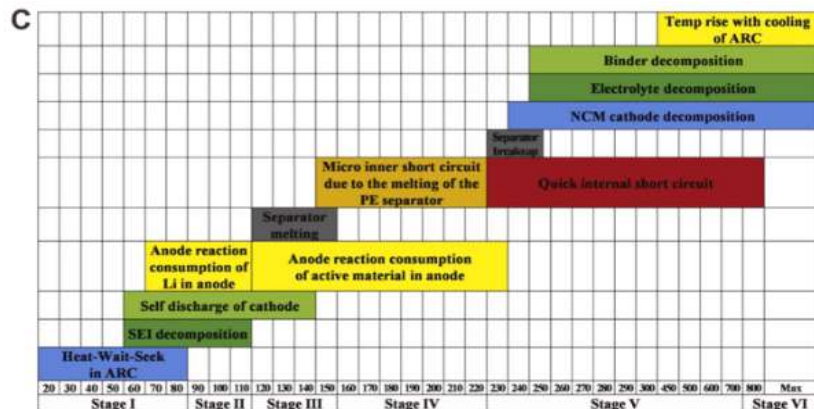 C
Temp rise with cooling
of ARC
Binder decomposition
Electrolyte decomposition
NCM cathode decomposition
Separator
breakup
Micro inner short circuit
due to the melting of the
PE separator
Quick internal short circuit
Separator
melting
Anode reaction
consumption of
Li in anode
Anode reaction consumption
of active material in anode
Self discharge of cathode
SEI decomposition
Heat-Wait-Seek
in ARC
20 30 40 50 60 70 80 90 100 110 120 130 140 150 160 170 180 190 200 210 220 230 240 250 260 270 280 290 300 450 500 600 700 800 Max
Stage I Stage II Stage III Stage IV Stage V Stage VI